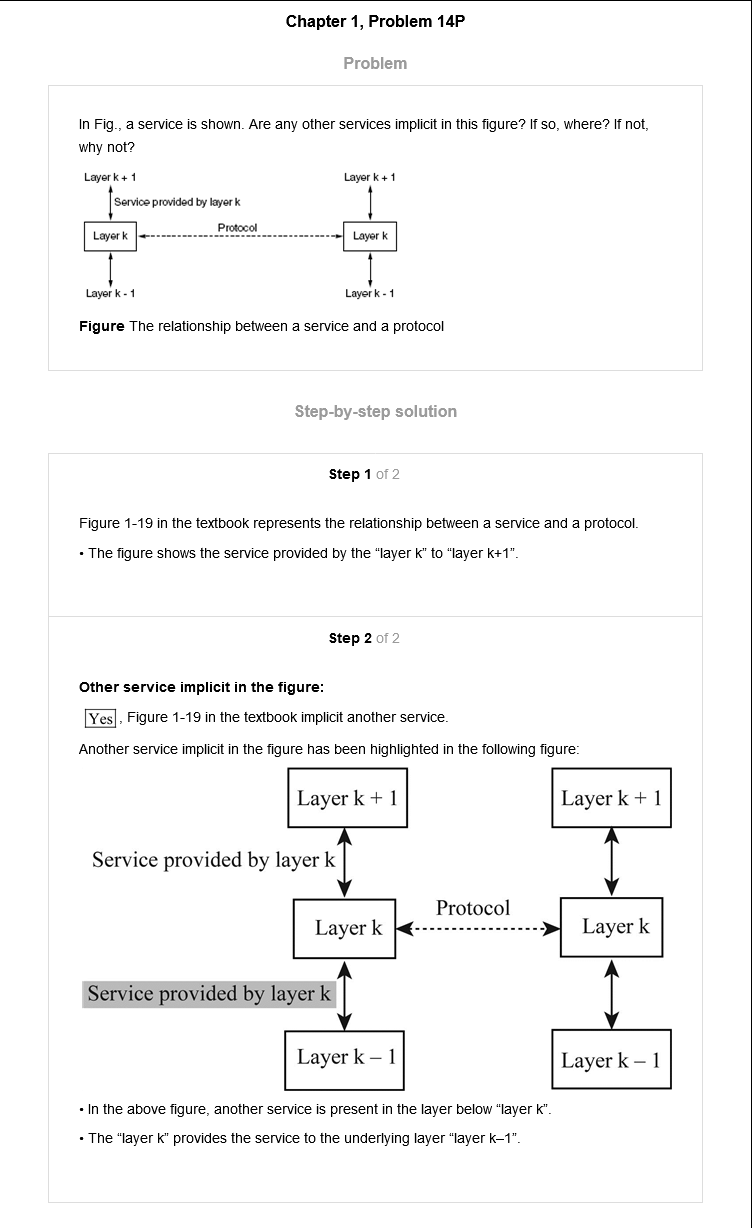 Chapter 1, Problem 14P
Problem
In Fig., a service is shown. Are any other services implicit in this figure? If so, where? If not,
why not?
Layer k + 1 Layer k + 1
Service provided by layer k
Protocol
Layer k Layer k
Layer k - 1 Layer k - 1
Figure The relationship between a service and a protocol
Step-by-step solution
Step 1 of 2
Figure 1-19 in the textbook represents the relationship between a service and a protocol.
• The figure shows the service provided by the “layer k” to “layer k+1”.
Step 2 of 2
Other service implicit in the figure:
Yes , Figure 1-19 in the textbook implicit another service.
Another service implicit in the figure has been highlighted in the following figure:
Layer k + 1 Layer k + 1
Service provided by layer k
Protocol
Layer k Layer k
Service provided by layer k
Layer k – 1 Layer k – 1
• In the above figure, another service is present in the layer below “layer k”.
• The “layer k” provides the service to the underlying layer “layer k–1”.